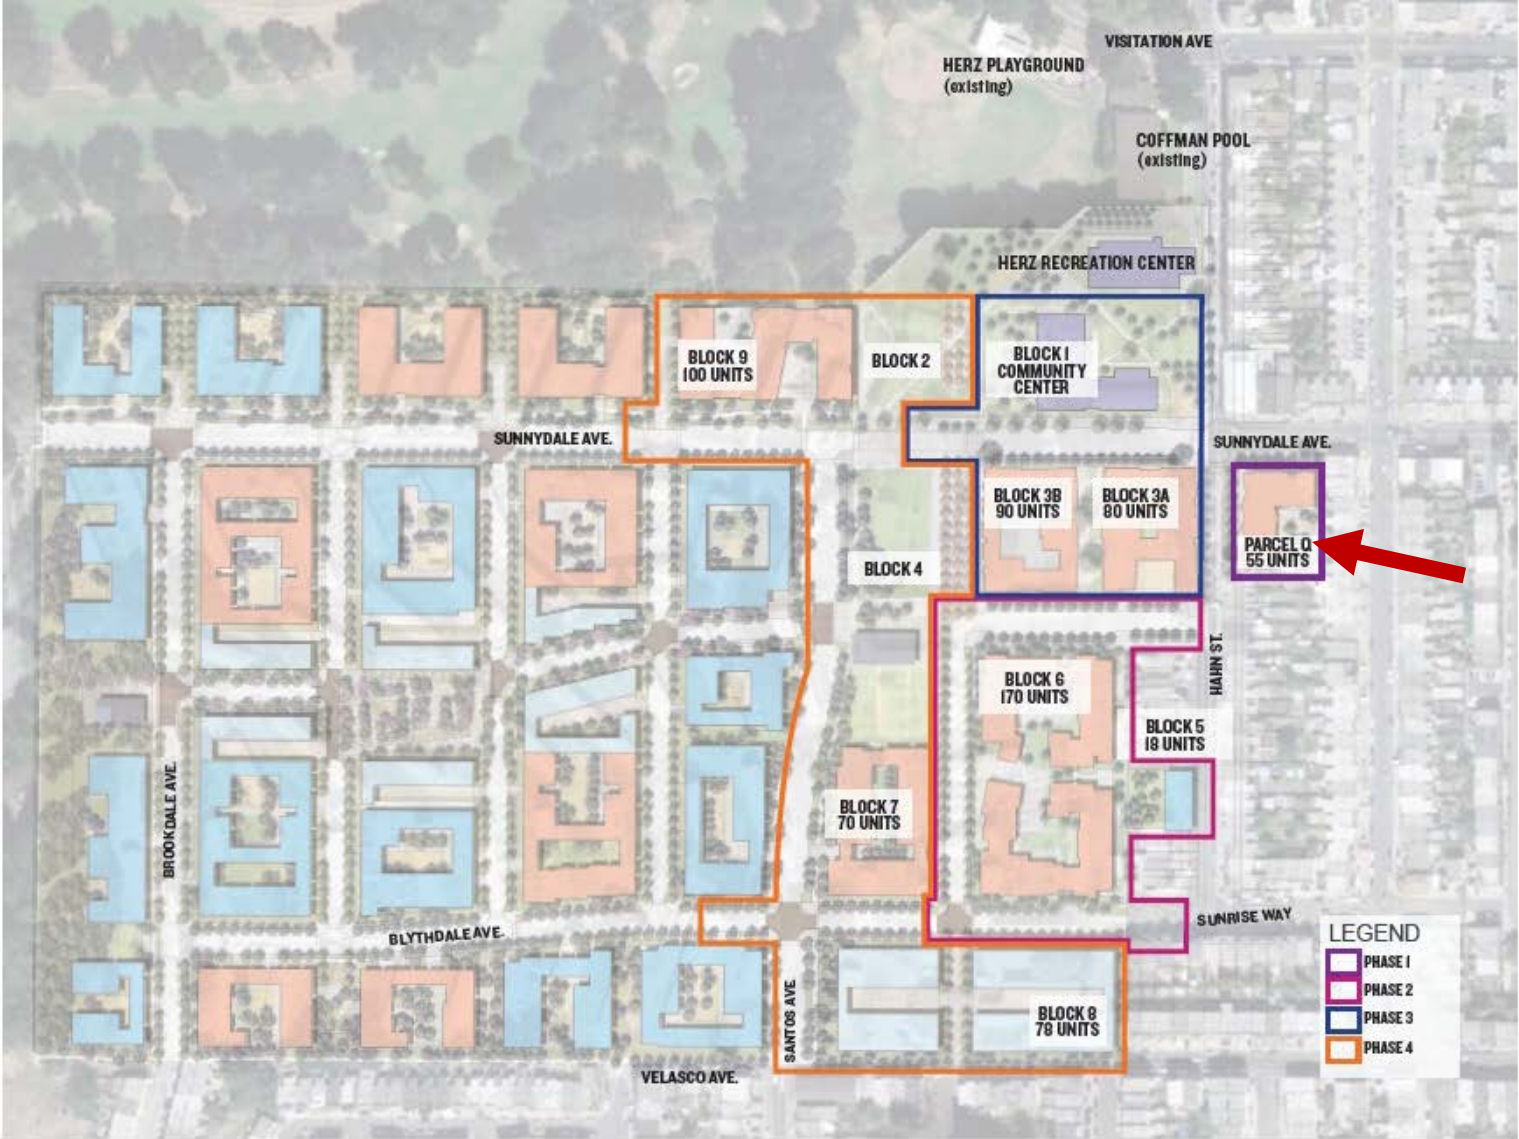 VISITATION AVE
HERZ PLAYGROUND
(existing)
COFFMAN POOL
(existing)
HERZ RECREATION CENTER
BLOCK 9
100 UNITS
BLOCK 2
BLOCK 1
COMMUNITY
CENTER
SUNNYDALE AVE.
SUNNYDALE AVE.
BLOCK 3B
90 UNITS
BLOCK 3A
80 UNITS
PARCEL Q
55 UNITS
BLOCK 4
HAHN ST.
BLOCK 6
170 UNITS
BLOCK 5
18 UNITS
BROOKDALE AVE.
BLOCK 7
70 UNITS
BLYTHDALE AVE.
SUNRISE WAY
SANTOS AVE
BLOCK 8
78 UNITS
VELASCO AVE.
LEGEND
PHASE 1
PHASE 2
PHASE 3
PHASE 4